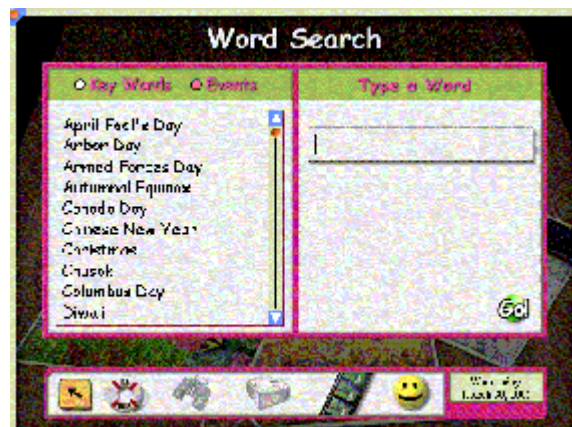 Word Search
Key Words Events
Type a Word
April Fool's Day
Arbor Day
Armed Forces Day
Autumnal Equinox
Canada Day
Chinese New Year
Christmas
Chusok
Columbus Day
Diwali
Go!